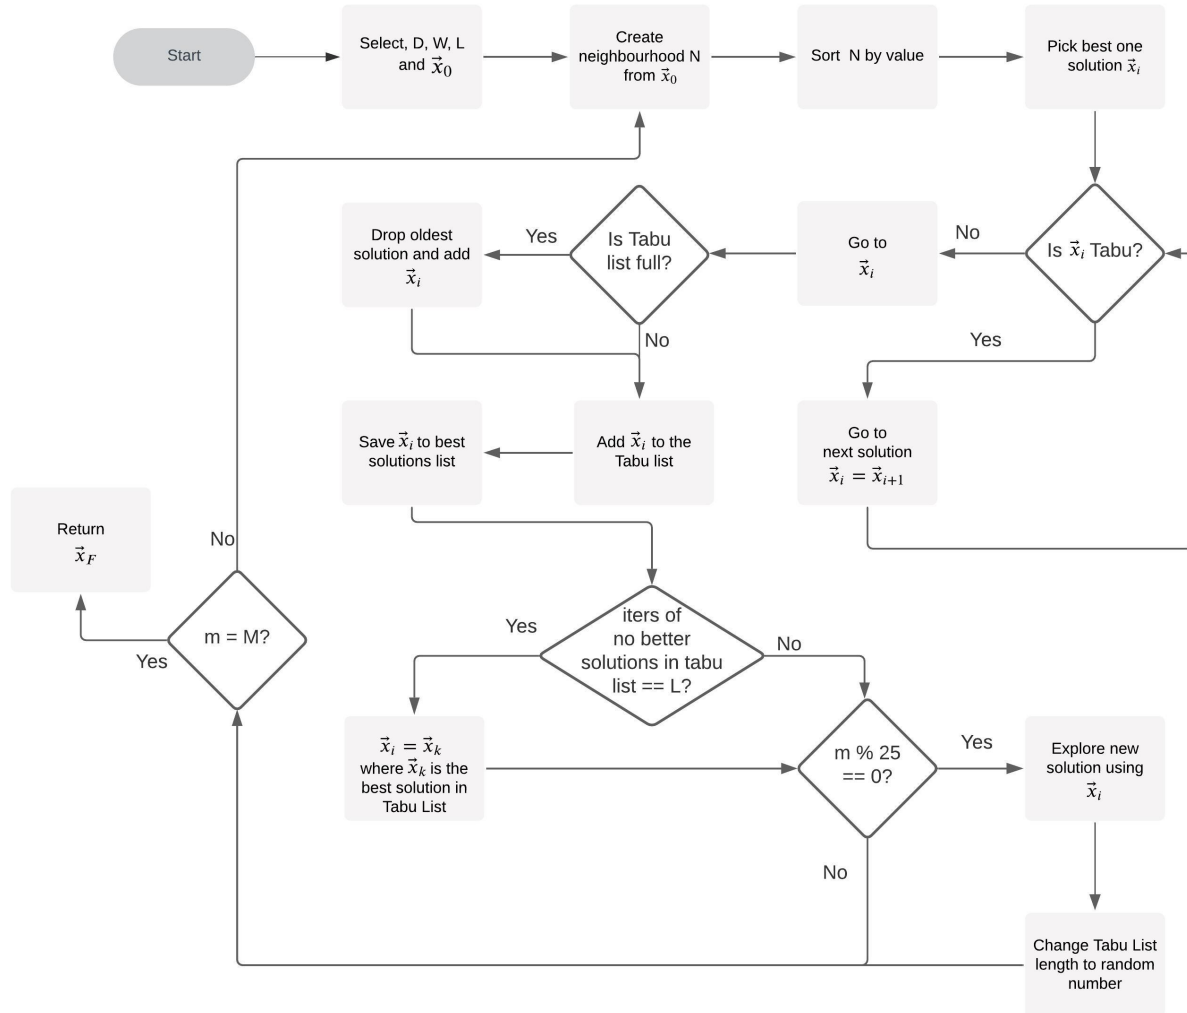 Start
Select, D, W, L
and x⃗₀
Create
neighbourhood N
from x⃗₀
Sort N by value
Pick best one
solution x⃗ᵢ
Drop oldest
solution and add
x⃗ᵢ
Yes
Is Tabu
list full?
Go to
x⃗ᵢ
No
Is x⃗ᵢ Tabu?
No
Yes
Save x⃗ᵢ to best
solutions list
Add x⃗ᵢ to the
Tabu list
Go to
next solution
x⃗ᵢ = x⃗ᵢ₊₁
Return
x⃗_F
No
m = M?
Yes
Yes
iters of
no better
solutions in tabu
list == L?
No
x⃗ᵢ = x⃗ₖ
where x⃗ₖ is the
best solution in
Tabu List
m % 25
== 0?
Yes
Explore new
solution using
x⃗ᵢ
No
Change Tabu List
length to random
number